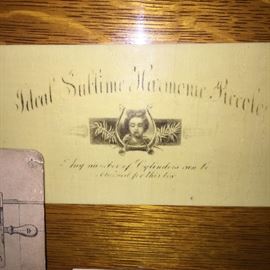 Ideal Sublime Harmonie Piccolo
Any number of Cylinders can be
obtained for this box